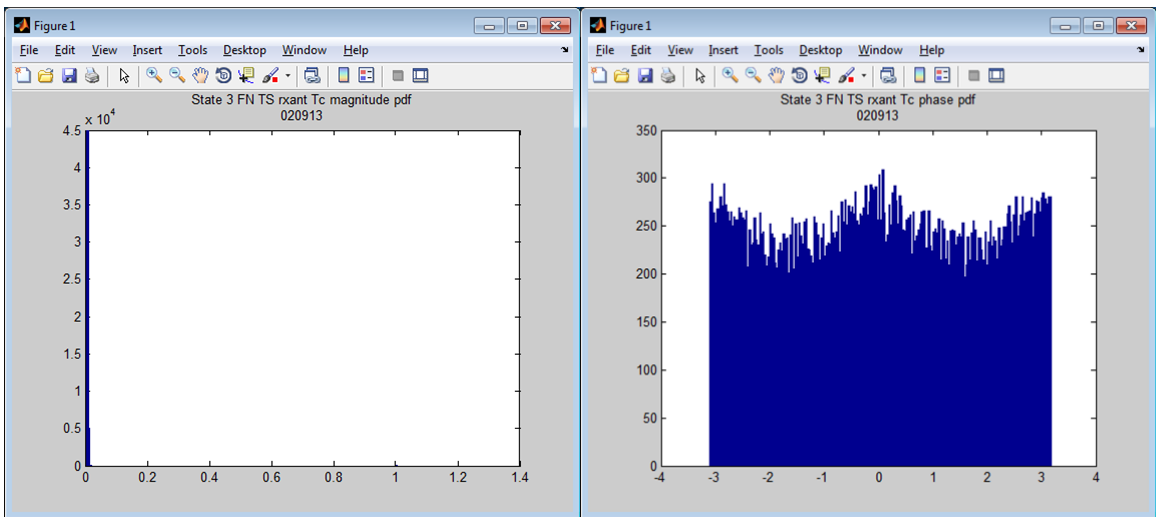 Figure 1
File Edit View Insert Tools Desktop Window Help
State 3 FN TS rxant Tc magnitude pdf
020913
x 10^4
4.5
4
3.5
3
2.5
2
1.5
1
0.5
0
0 0.2 0.4 0.6 0.8 1 1.2 1.4
Figure 1
File Edit View Insert Tools Desktop Window Help
State 3 FN TS rxant Tc phase pdf
020913
350
300
250
200
150
100
50
0
-4 -3 -2 -1 0 1 2 3 4